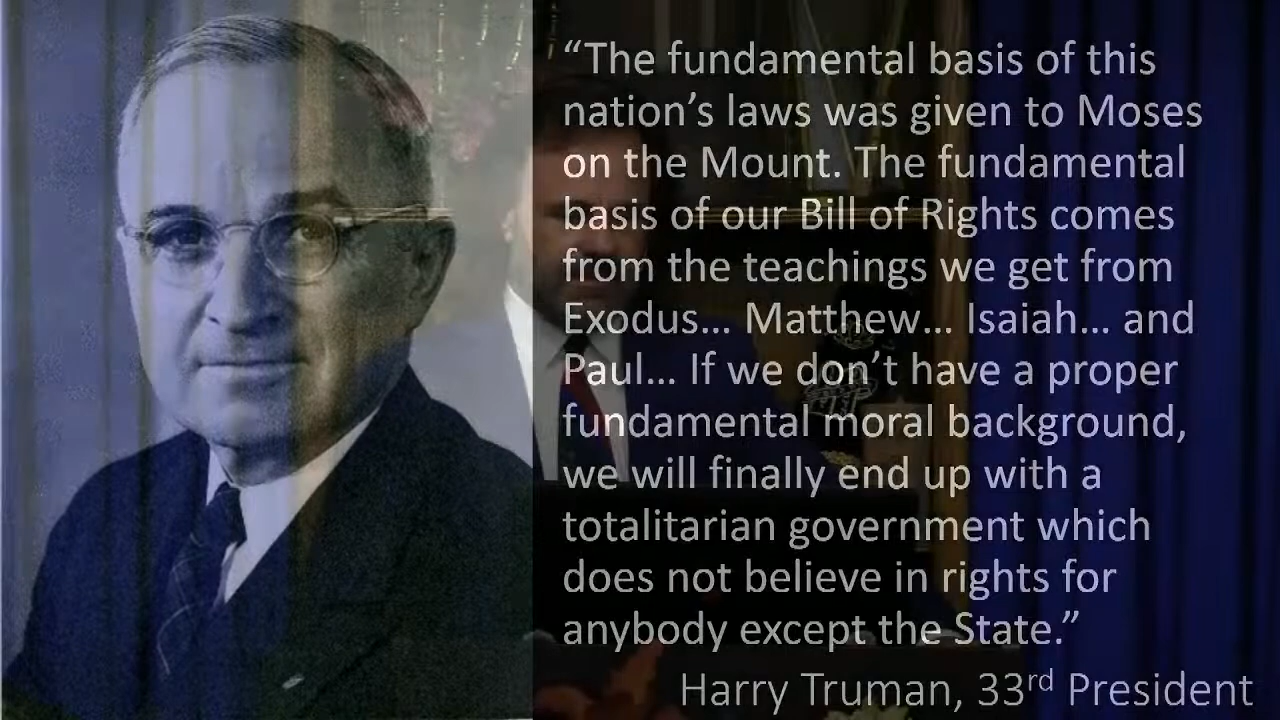 “The fundamental basis of this
nation’s laws was given to Moses
on the Mount. The fundamental
basis of our Bill of Rights comes
from the teachings we get from
Exodus... Matthew... Isaiah... and
Paul... If we don’t have a proper
fundamental moral background,
we will finally end up with a
totalitarian government which
does not believe in rights for
anybody except the State.”
Harry Truman, 33rd President